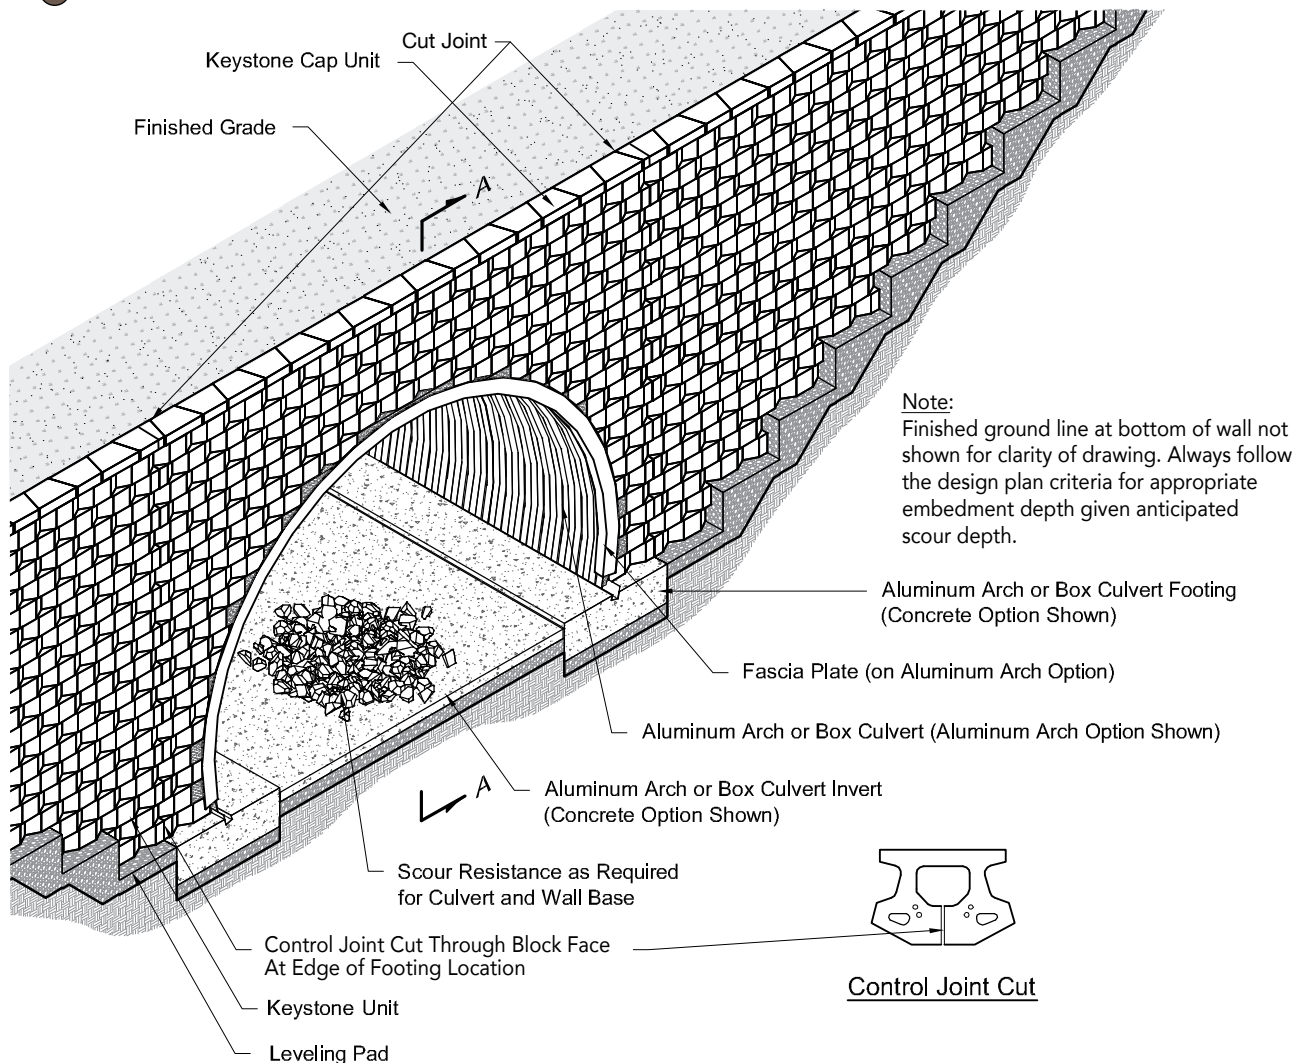 Cut Joint
Keystone Cap Unit
Finished Grade
A
Note:
Finished ground line at bottom of wall not
shown for clarity of drawing. Always follow
the design plan criteria for appropriate
embedment depth given anticipated
scour depth.
Aluminum Arch or Box Culvert Footing
(Concrete Option Shown)
Fascia Plate (on Aluminum Arch Option)
Aluminum Arch or Box Culvert (Aluminum Arch Option Shown)
A
Aluminum Arch or Box Culvert Invert
(Concrete Option Shown)
Scour Resistance as Required
for Culvert and Wall Base
Control Joint Cut Through Block Face
At Edge of Footing Location
Keystone Unit
Leveling Pad
Control Joint Cut